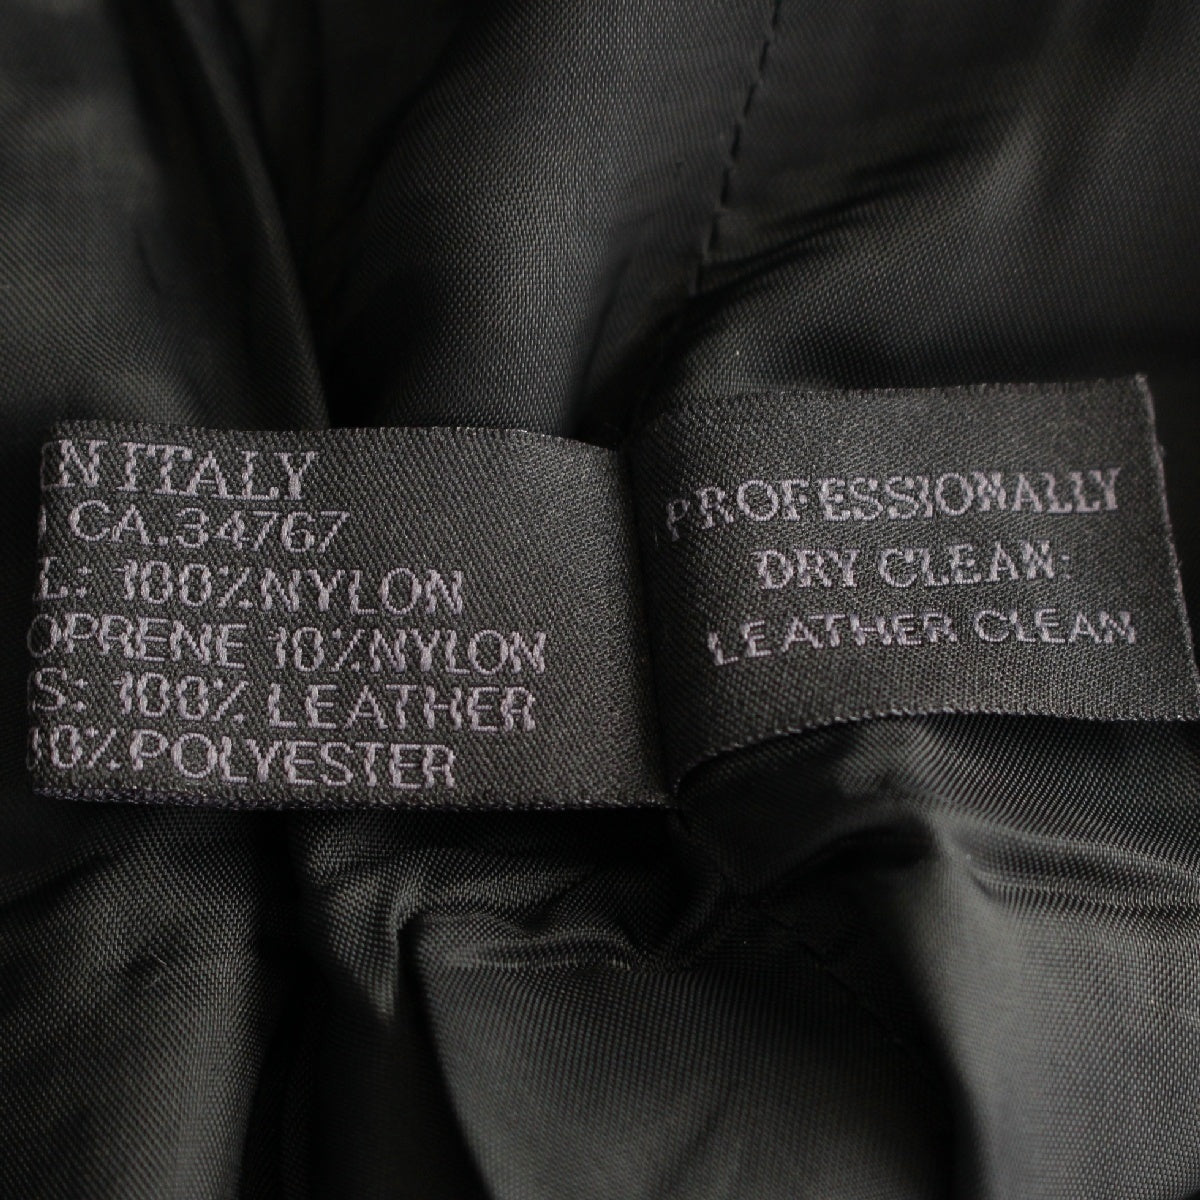 N ITALY
CA.34767
L: 100%NYLON
OPRENE 10%NYLON
S: 100% LEATHER
0%POLYESTER
PROFESSIONALLY
DRY CLEAN:
LEATHER CLEAN